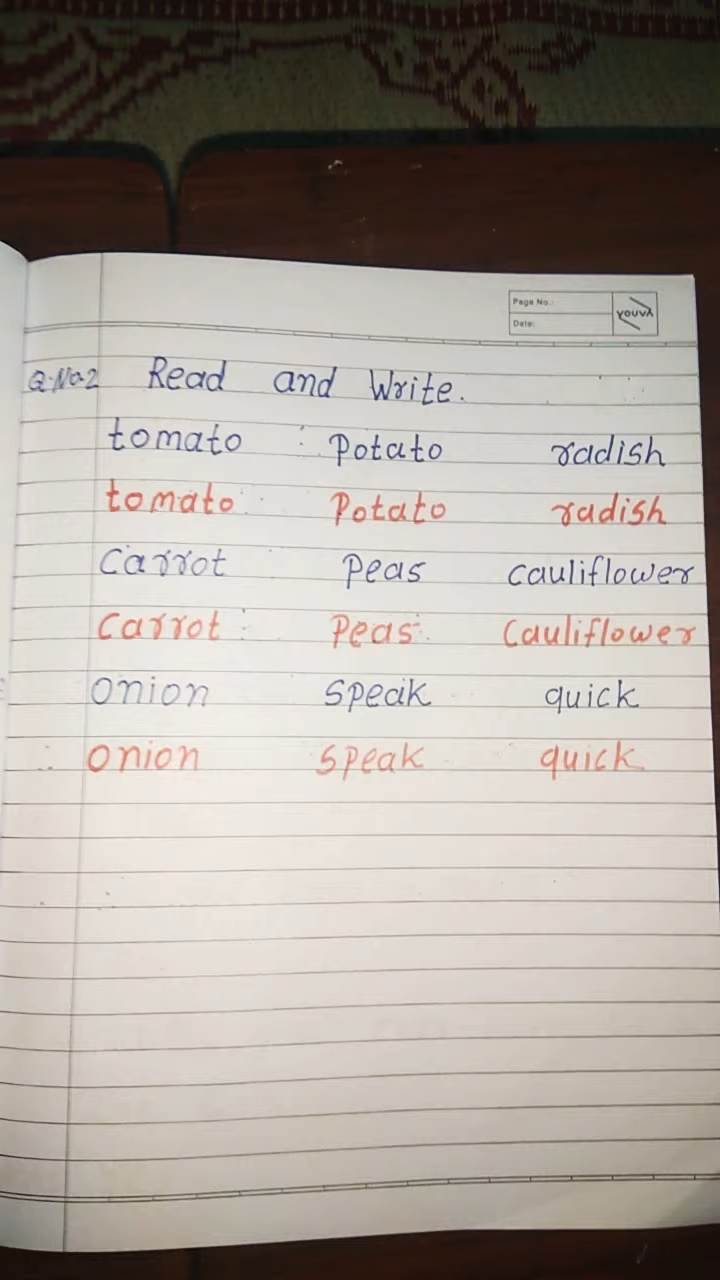 Page No.:
Date:
YOUVA
Q.No.2 Read and Write.
tomato Potato radish
tomato Potato radish
Carrot Peas cauliflower
Carrot Peas Cauliflower
onion speak quick
onion speak quick